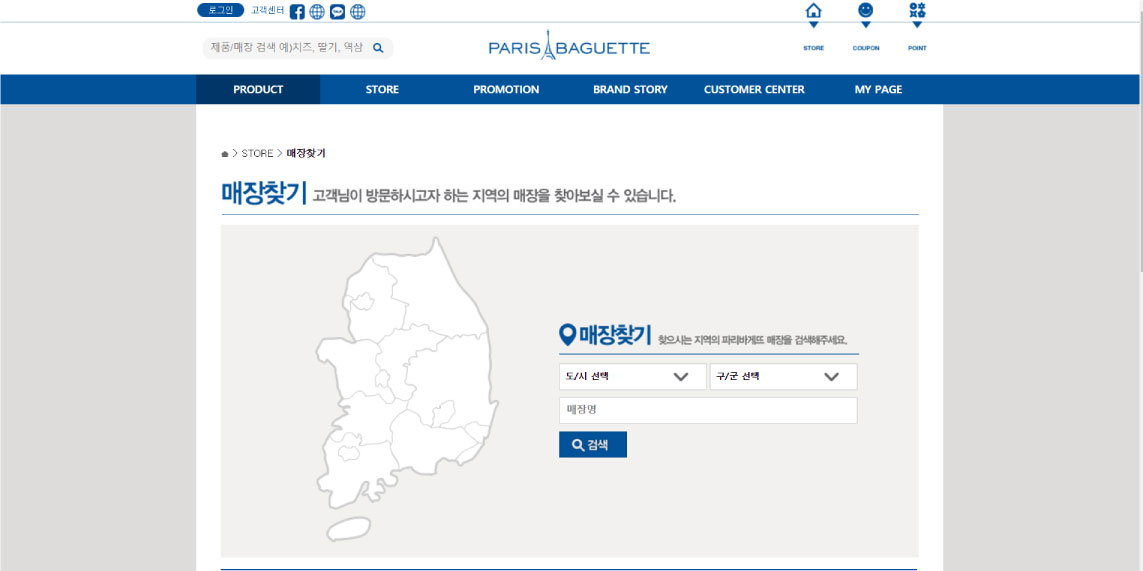 로그인 고객센터
제품/매장 검색 예)치즈, 딸기, 역삼
PARIS BAGUETTE
STORE COUPON POINT
PRODUCT STORE PROMOTION BRAND STORY CUSTOMER CENTER MY PAGE
> STORE > 매장찾기
매장찾기 고객님이 방문하시고자 하는 지역의 매장을 찾아보실 수 있습니다.
매장찾기 찾으시는 지역의 파리바게뜨 매장을 검색해주세요.
도/시 선택 구/군 선택
매장명
검색